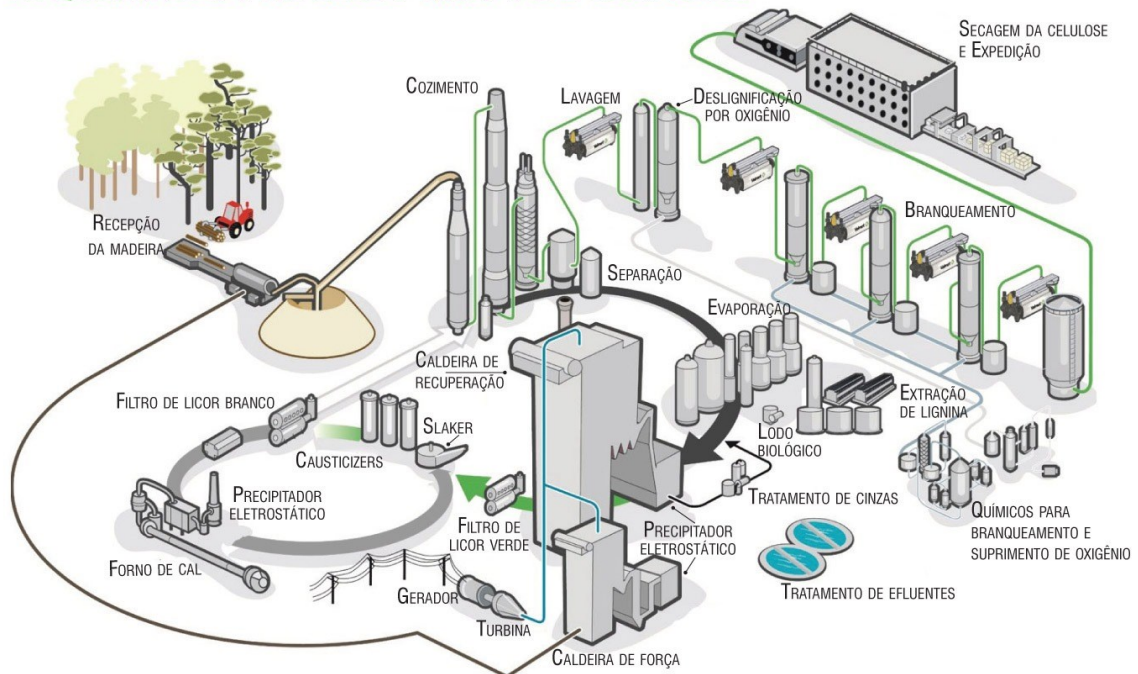 SECAGEM DA CELULOSE
E EXPEDIÇÃO
COZIMENTO
LAVAGEM
DESLIGNIFICAÇÃO
POR OXIGÊNIO
RECEPÇÃO
DA MADEIRA
BRANQUEAMENTO
SEPARAÇÃO
EVAPORAÇÃO
CALDEIRA DE
RECUPERAÇÃO
FILTRO DE LICOR BRANCO
SLAKER
EXTRAÇÃO
DE LIGNINA
LODO
BIOLÓGICO
CAUSTICIZERS
PRECIPITADOR
ELETROSTÁTICO
TRATAMENTO DE CINZAS
QUÍMICOS PARA
BRANQUEAMENTO E
SUPRIMENTO DE OXIGÊNIO
FILTRO DE
LICOR VERDE
PRECIPITADOR
ELETROSTÁTICO
FORNO DE CAL
GERADOR
TRATAMENTO DE EFLUENTES
TURBINA
CALDEIRA DE FORÇA